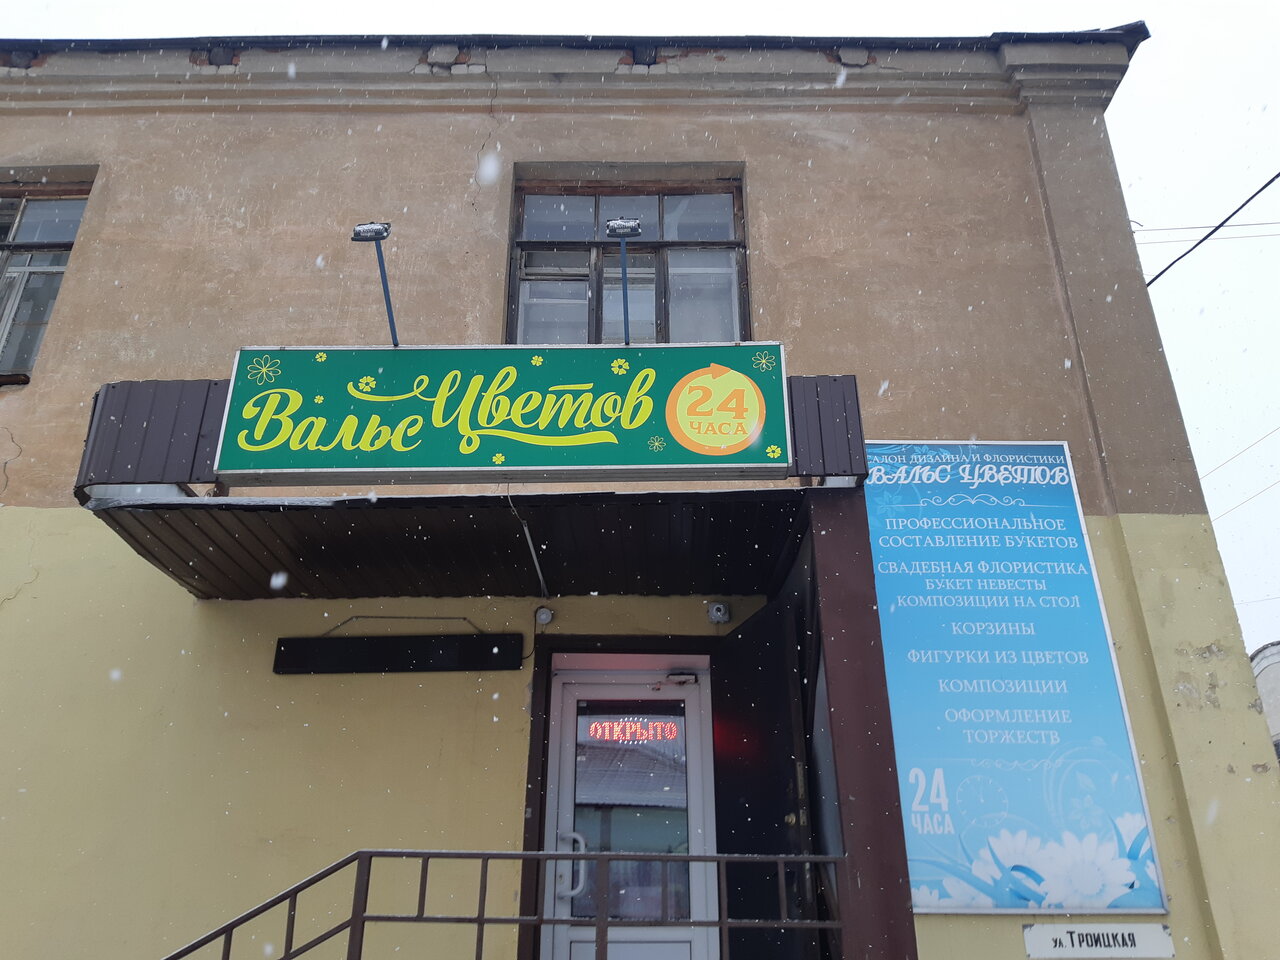 Вальс Цветов
24
ЧАСА
САЛОН ДИЗАЙНА И ФЛОРИСТИКИ
ВАЛЬС ЦВЕТОВ
ПРОФЕССИОНАЛЬНОЕ
СОСТАВЛЕНИЕ БУКЕТОВ
СВАДЕБНАЯ ФЛОРИСТИКА
БУКЕТ НЕВЕСТЫ
КОМПОЗИЦИИ НА СТОЛ
КОРЗИНЫ
ФИГУРКИ ИЗ ЦВЕТОВ
КОМПОЗИЦИИ
ОФОРМЛЕНИЕ
ТОРЖЕСТВ
24
ЧАСА
ОТКРЫТО
ул. ТРОИЦКАЯ